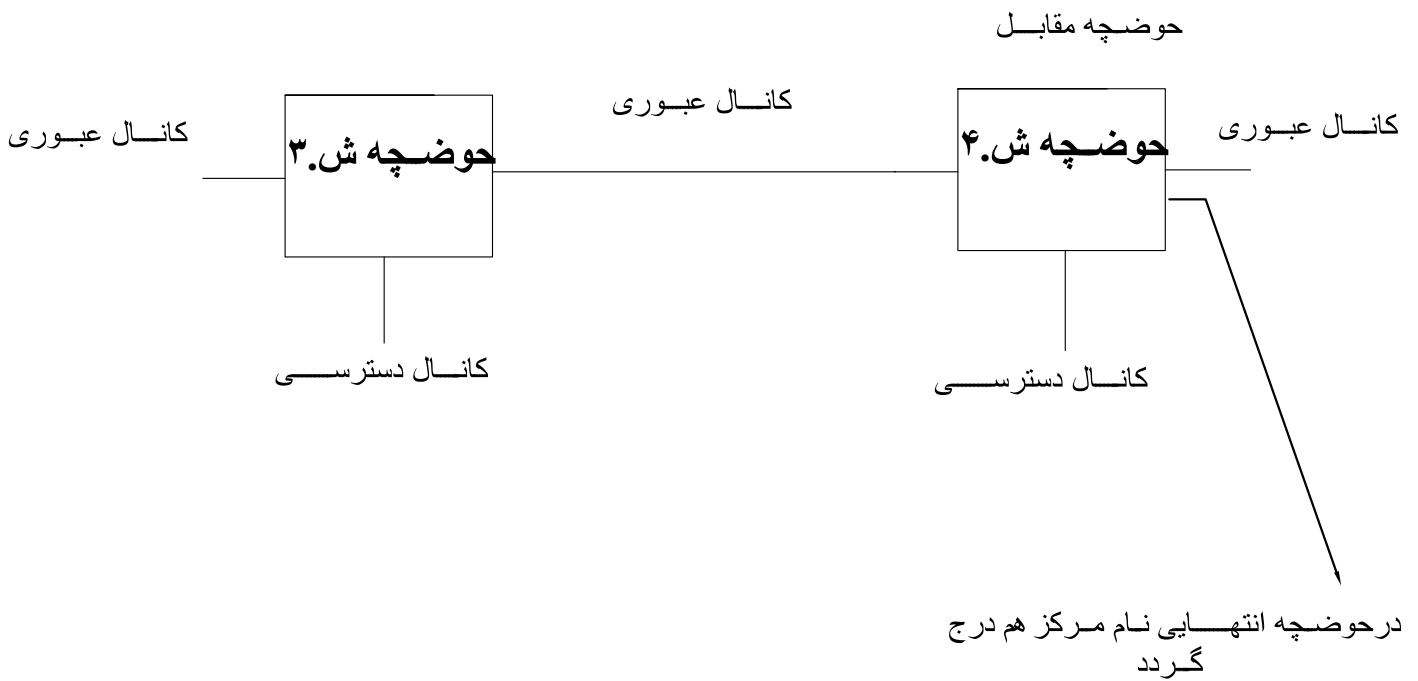 حوضچه مقابل
کانال عبوری
کانال عبوری
کانال عبوری
حوضچه ش.۴
حوضچه ش.۳
کانال دسترسی
کانال دسترسی
درحوضچه انتهایی نام مرکز هم درج
گردد